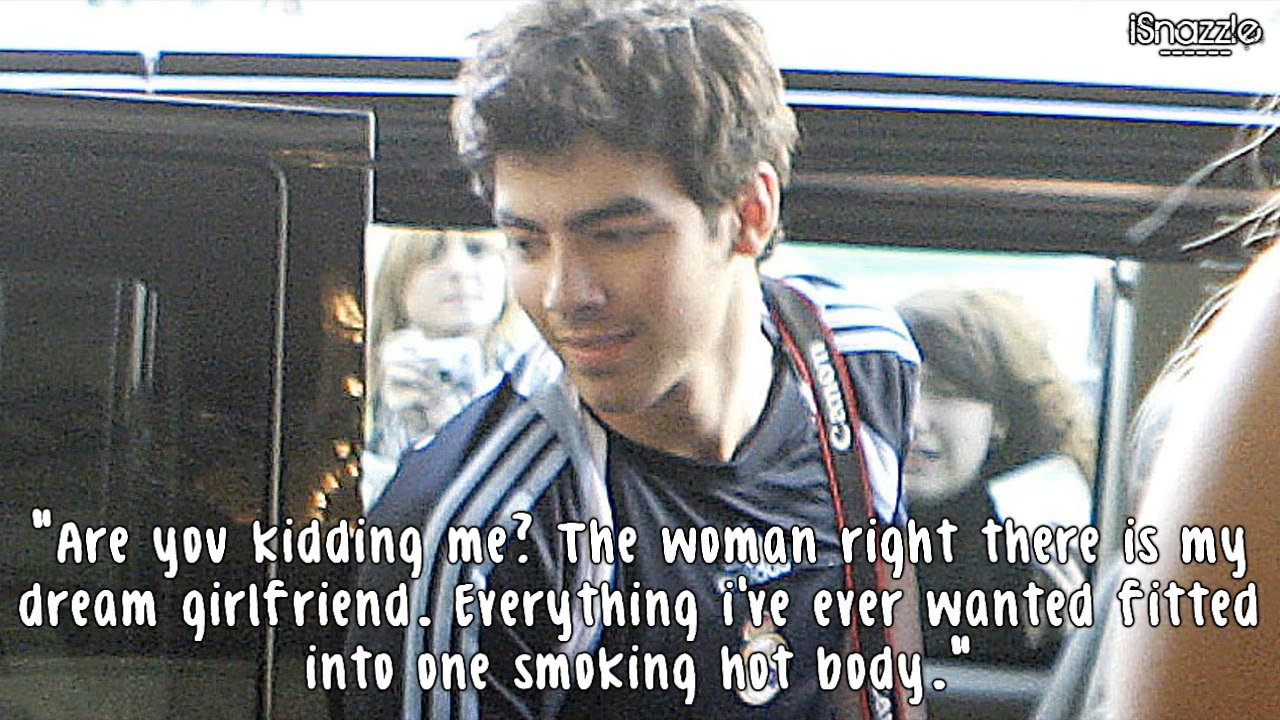 iSnazzle
Canon
"Are you kidding me? The woman right there is my
dream girlfriend. Everything i've ever wanted fitted
into one smoking hot body."